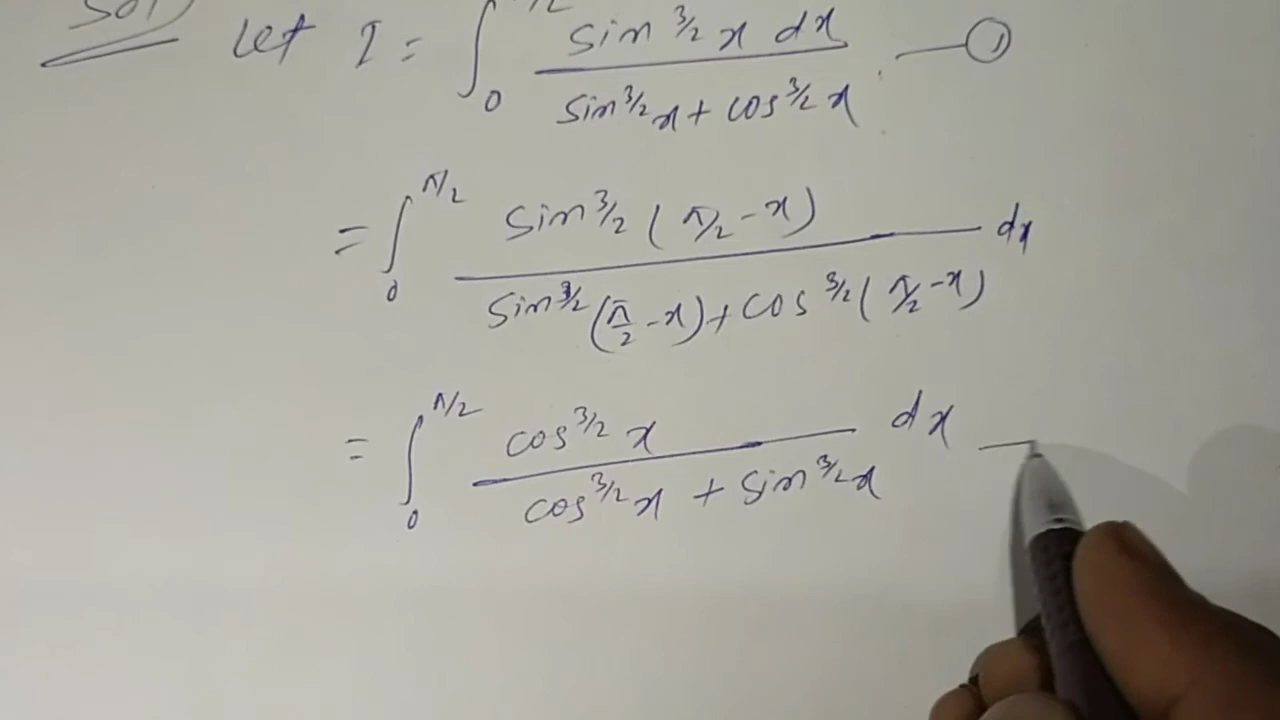 Sol
Let I = ∫₀^π/2 sin^3/2 x dx / sin^3/2 x + cos^3/2 x — ①
= ∫₀^π/2 sin^3/2 (π/2 - x) / sin^3/2 (π/2 - x) + cos^3/2 (π/2 - x) dx
= ∫₀^π/2 cos^3/2 x / cos^3/2 x + sin^3/2 x dx —